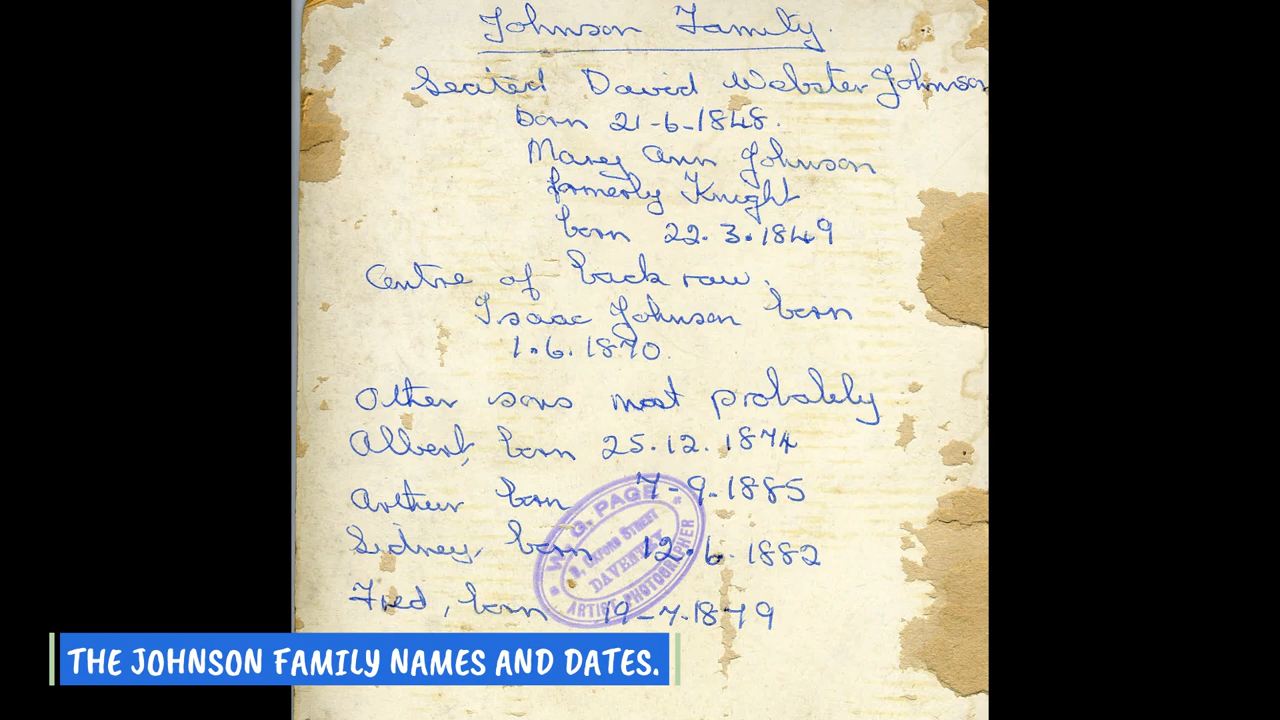 Johnson Family.
Seated David Webster Johnson
born 21-6-1848.
Mary Ann Johnson
formerly Knight
born 22.3.1849
Centre of back row,
Isaac Johnson born
1.6.1870.
Other sons most probably
Albert, born 25.12.1874
Arthur born 7-9-1885
Sidney, born 12.6.1882
Fred, born 19-7-1879
W. G. PAGE
OXFORD STREET
DAVENTRY
ARTIST PHOTOGRAPHER
THE JOHNSON FAMILY NAMES AND DATES.